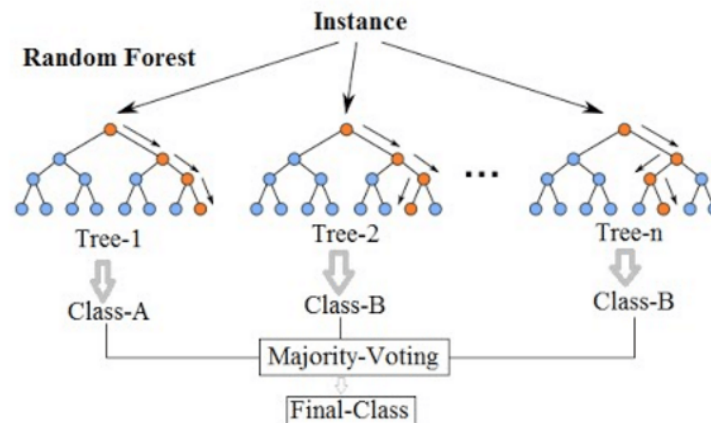 Instance
Random Forest
...
Tree-1 Tree-2 Tree-n
Class-A Class-B Class-B
Majority-Voting
Final-Class